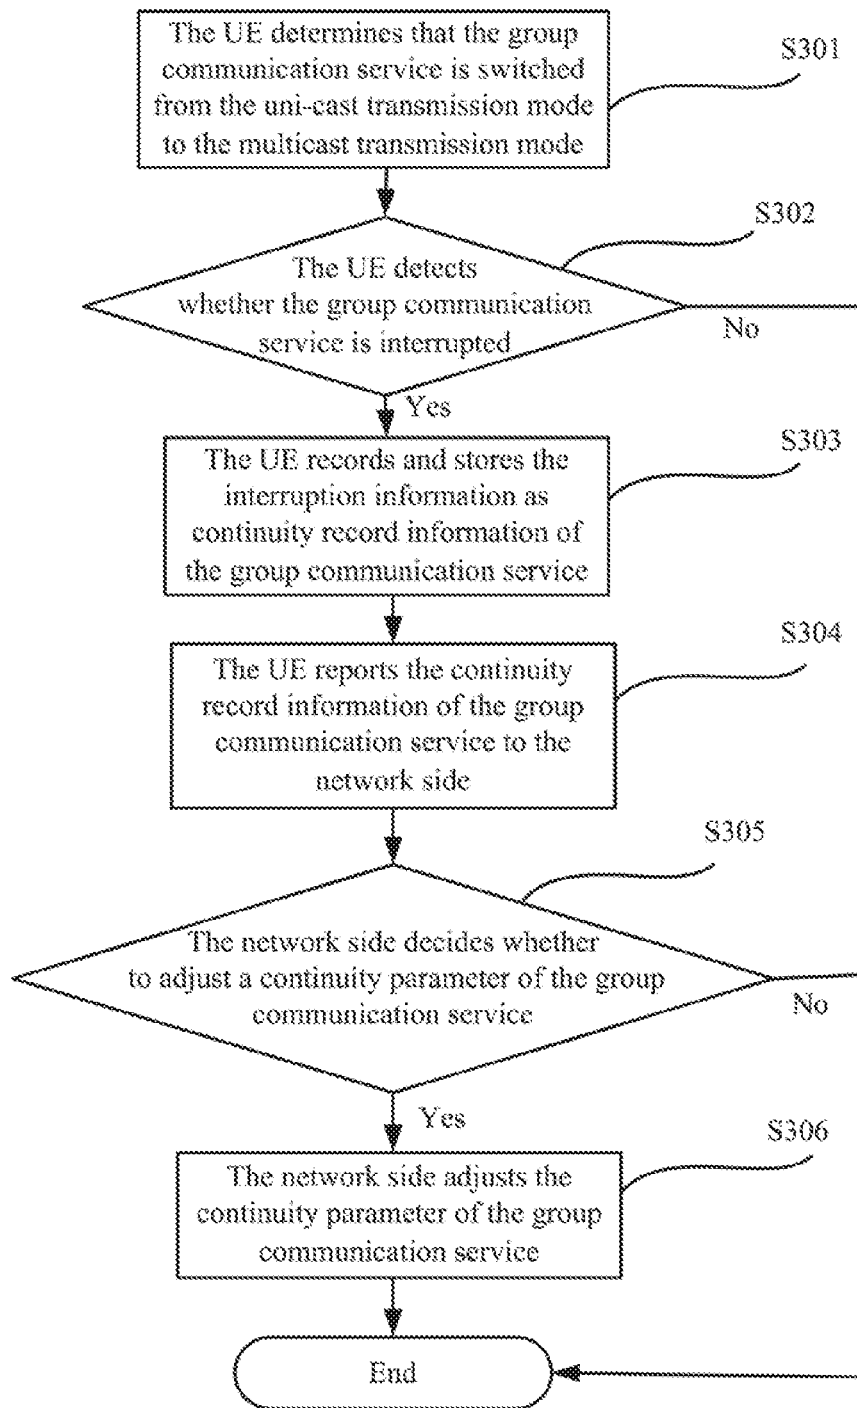 The UE determines that the group
communication service is switched
from the uni-cast transmission mode
to the multicast transmission mode
S301
S302
The UE detects
whether the group communication
service is interrupted
No
Yes
S303
The UE records and stores the
interruption information as
continuity record information of
the group communication service
S304
The UE reports the continuity
record information of the group
communication service to the
network side
S305
The network side decides whether
to adjust a continuity parameter of the group
communication service
No
Yes
S306
The network side adjusts the
continuity parameter of the group
communication service
End